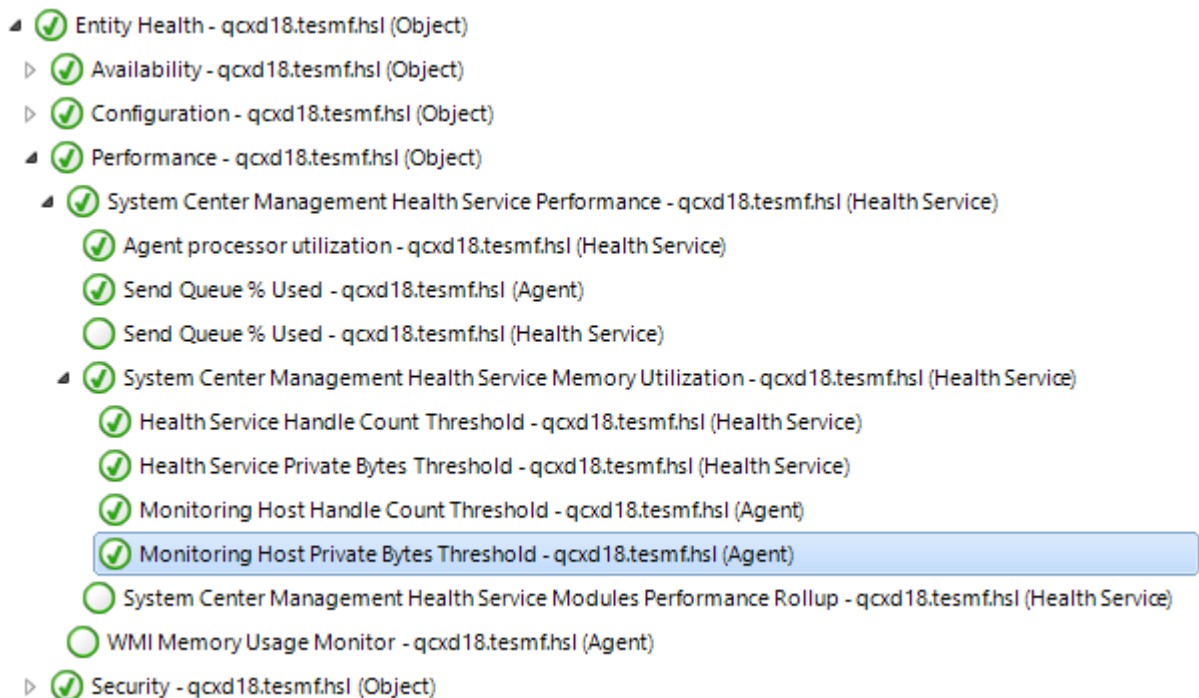 Entity Health - qcxd18.tesmf.hsl (Object)
Availability - qcxd18.tesmf.hsl (Object)
Configuration - qcxd18.tesmf.hsl (Object)
Performance - qcxd18.tesmf.hsl (Object)
System Center Management Health Service Performance - qcxd18.tesmf.hsl (Health Service)
Agent processor utilization - qcxd18.tesmf.hsl (Health Service)
Send Queue % Used - qcxd18.tesmf.hsl (Agent)
Send Queue % Used - qcxd18.tesmf.hsl (Health Service)
System Center Management Health Service Memory Utilization - qcxd18.tesmf.hsl (Health Service)
Health Service Handle Count Threshold - qcxd18.tesmf.hsl (Health Service)
Health Service Private Bytes Threshold - qcxd18.tesmf.hsl (Health Service)
Monitoring Host Handle Count Threshold - qcxd18.tesmf.hsl (Agent)
Monitoring Host Private Bytes Threshold - qcxd18.tesmf.hsl (Agent)
System Center Management Health Service Modules Performance Rollup - qcxd18.tesmf.hsl (Health Service)
WMI Memory Usage Monitor - qcxd18.tesmf.hsl (Agent)
Security - qcxd18.tesmf.hsl (Object)